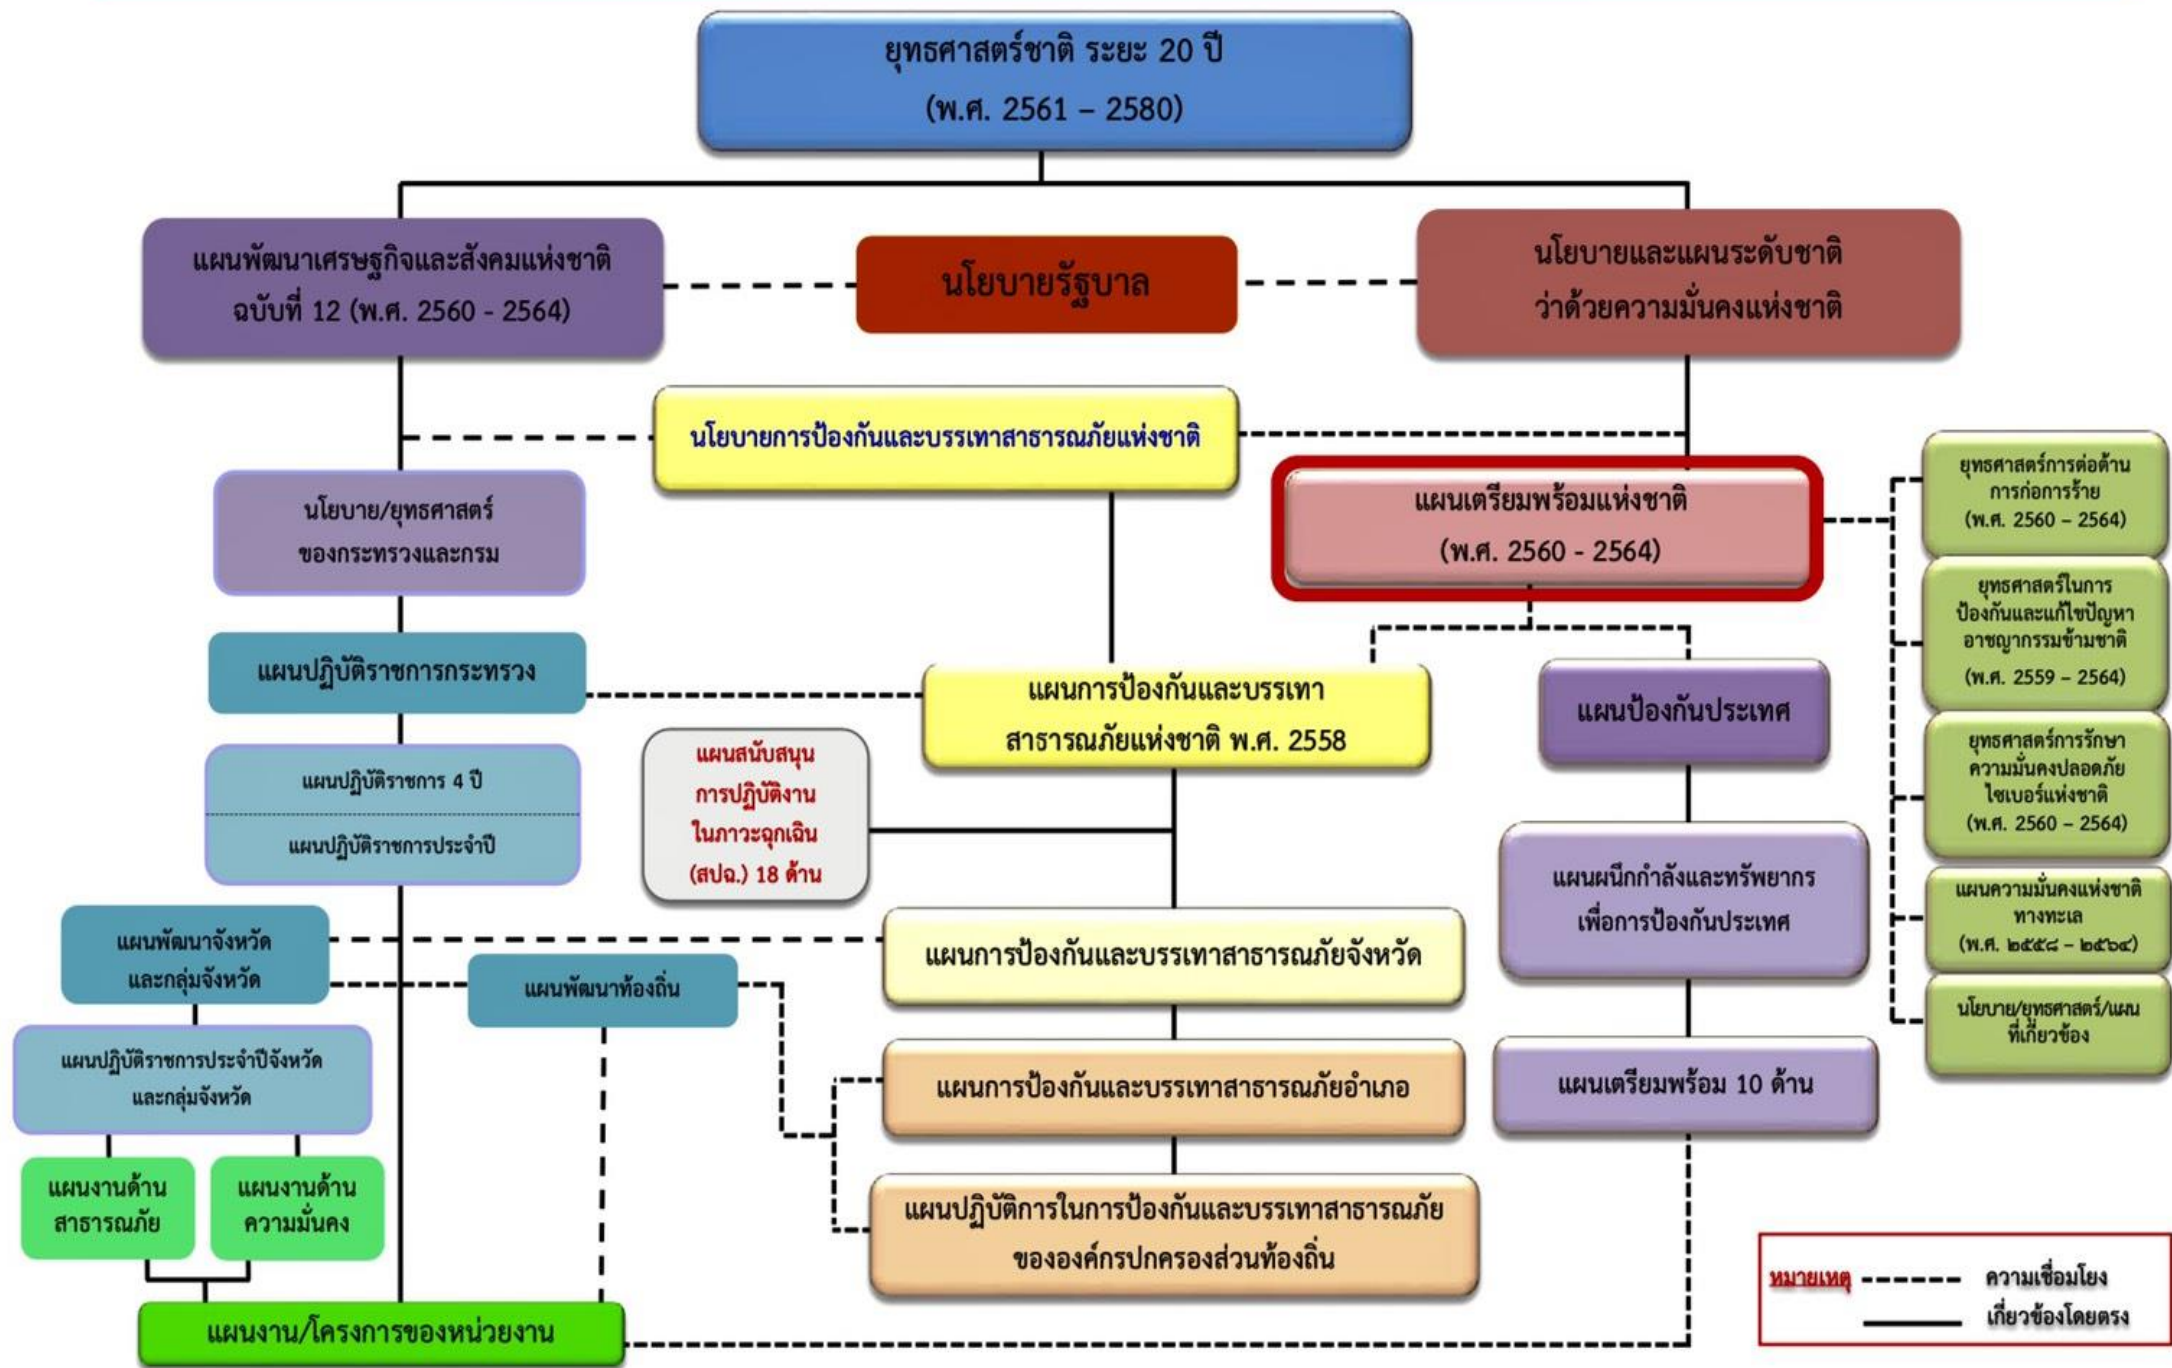 ยุทธศาสตร์ชาติ ระยะ 20 ปี
(พ.ศ. 2561 – 2580)
แผนพัฒนาเศรษฐกิจและสังคมแห่งชาติ
ฉบับที่ 12 (พ.ศ. 2560 - 2564)
นโยบายรัฐบาล
นโยบายและแผนระดับชาติ
ว่าด้วยความมั่นคงแห่งชาติ
นโยบายการป้องกันและบรรเทาสาธารณภัยแห่งชาติ
นโยบาย/ยุทธศาสตร์
ของกระทรวงและกรม
แผนเตรียมพร้อมแห่งชาติ
(พ.ศ. 2560 - 2564)
ยุทธศาสตร์การต่อต้าน
การก่อการร้าย
(พ.ศ. 2560 – 2564)
ยุทธศาสตร์ในการ
ป้องกันและแก้ไขปัญหา
อาชญากรรมข้ามชาติ
(พ.ศ. 2559 – 2564)
ยุทธศาสตร์การรักษา
ความมั่นคงปลอดภัย
ไซเบอร์แห่งชาติ
(พ.ศ. 2560 – 2564)
แผนความมั่นคงแห่งชาติ
ทางทะเล
(พ.ศ. ๒๕๕๘ – ๒๕๖๔)
นโยบาย/ยุทธศาสตร์/แผน
ที่เกี่ยวข้อง
แผนปฏิบัติราชการกระทรวง
แผนการป้องกันและบรรเทา
สาธารณภัยแห่งชาติ พ.ศ. 2558
แผนป้องกันประเทศ
แผนสนับสนุน
การปฏิบัติงาน
ในภาวะฉุกเฉิน
(สปฉ.) 18 ด้าน
แผนปฏิบัติราชการ 4 ปี
แผนปฏิบัติราชการประจำปี
แผนผนึกกำลังและทรัพยากร
เพื่อการป้องกันประเทศ
แผนพัฒนาจังหวัด
และกลุ่มจังหวัด
แผนพัฒนาท้องถิ่น
แผนการป้องกันและบรรเทาสาธารณภัยจังหวัด
แผนปฏิบัติราชการประจำปีจังหวัด
และกลุ่มจังหวัด
แผนการป้องกันและบรรเทาสาธารณภัยอำเภอ
แผนเตรียมพร้อม 10 ด้าน
แผนงานด้าน
สาธารณภัย
แผนงานด้าน
ความมั่นคง
แผนปฏิบัติการในการป้องกันและบรรเทาสาธารณภัย
ขององค์กรปกครองส่วนท้องถิ่น
แผนงาน/โครงการของหน่วยงาน
หมายเหตุ ความเชื่อมโยง
เกี่ยวข้องโดยตรง